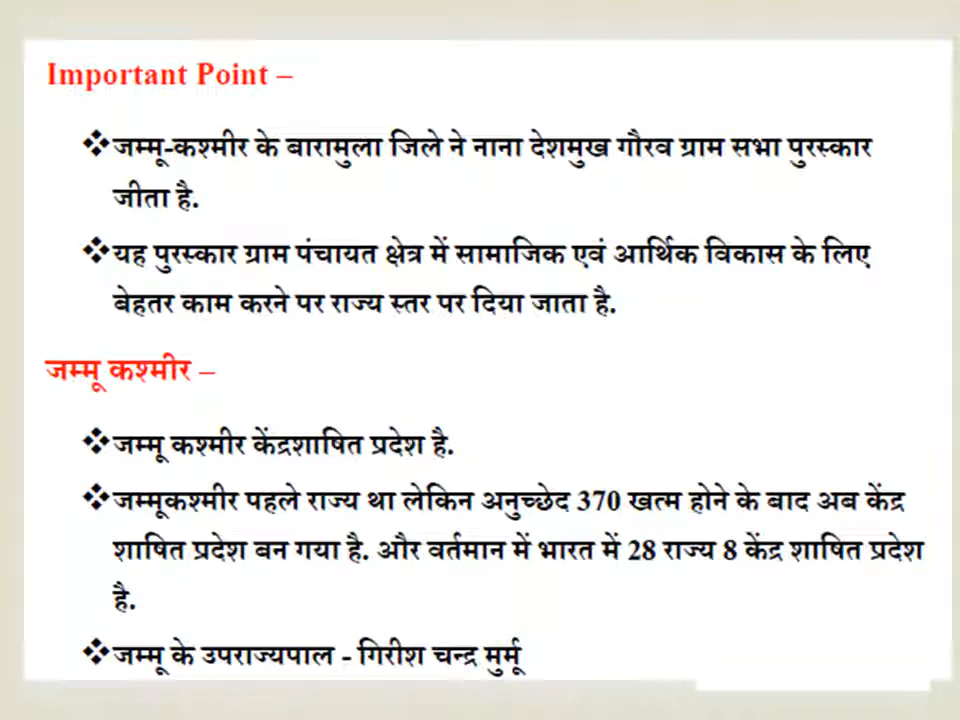 Important Point –
❖जम्मू-कश्मीर के बारामुला जिले ने नाना देशमुख गौरव ग्राम सभा पुरस्कार
जीता है.
❖यह पुरस्कार ग्राम पंचायत क्षेत्र में सामाजिक एवं आर्थिक विकास के लिए
बेहतर काम करने पर राज्य स्तर पर दिया जाता है.
जम्मू कश्मीर –
❖जम्मू कश्मीर केंद्रशाषित प्रदेश है.
❖जम्मूकश्मीर पहले राज्य था लेकिन अनुच्छेद 370 खत्म होने के बाद अब केंद्र
शाषित प्रदेश बन गया है. और वर्तमान में भारत में 28 राज्य 8 केंद्र शाषित प्रदेश
है.
❖जम्मू के उपराज्यपाल - गिरीश चन्द्र मुर्मू